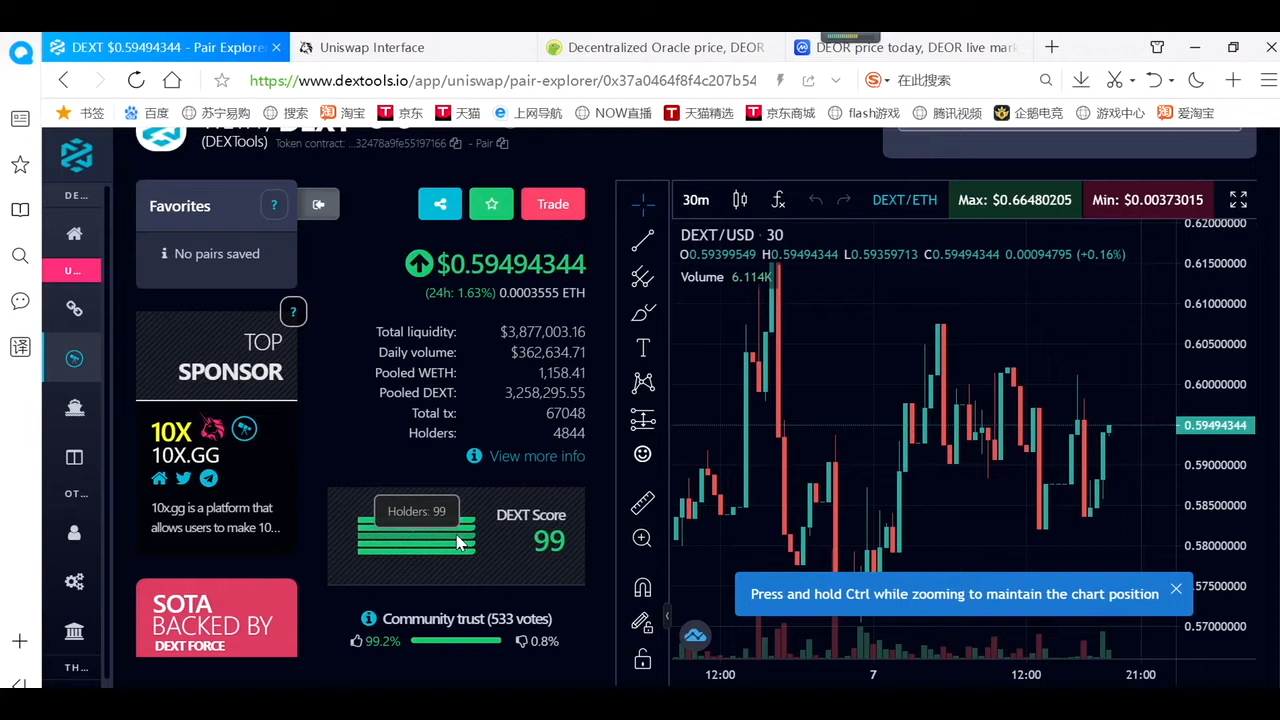 DEXT $0.59494344 - Pair Explorer
Uniswap Interface
Decentralized Oracle price, DEOR
DEOR price today, DEOR live mark
https://www.dextools.io/app/uniswap/pair-explorer/0x37a0464f8f4c207b54
在此搜索
书签
百度
苏宁易购
搜索
淘宝
京东
天猫
上网导航
NOW直播
天猫精选
京东商城
flash游戏
腾讯视频
企鹅电竞
游戏中心
爱淘宝
译
(DEXTools)
Token contract: ...32478a9fe55197166
- Pair
DE...
U...
OT...
TH...
Favorites
?
No pairs saved
?
TOP
SPONSOR
10X
10X.GG
10x.gg is a platform that
allows users to make 10...
SOTA
BACKED BY
DEXT FORCE
Trade
$0.59494344
(24h: 1.63%) 0.0003555 ETH
Total liquidity: $3,877,003.16
Daily volume: $362,634.71
Pooled WETH: 1,158.41
Pooled DEXT: 3,258,295.55
Total tx: 67048
Holders: 4844
View more info
Holders: 99
DEXT Score
99
Community trust (533 votes)
99.2%
0.8%
30m
DEXT/ETH
Max: $0.66480205
Min: $0.00373015
DEXT/USD · 30
O0.59399549 H0.59494344 L0.59359713 C0.59494344 0.00094795 (+0.16%)
Volume 6.114K
0.62000000
0.61500000
0.61000000
0.60500000
0.60000000
0.59494344
0.59000000
0.58500000
0.58000000
0.57500000
0.57000000
Press and hold Ctrl while zooming to maintain the chart position
12:00
7
12:00
21:00